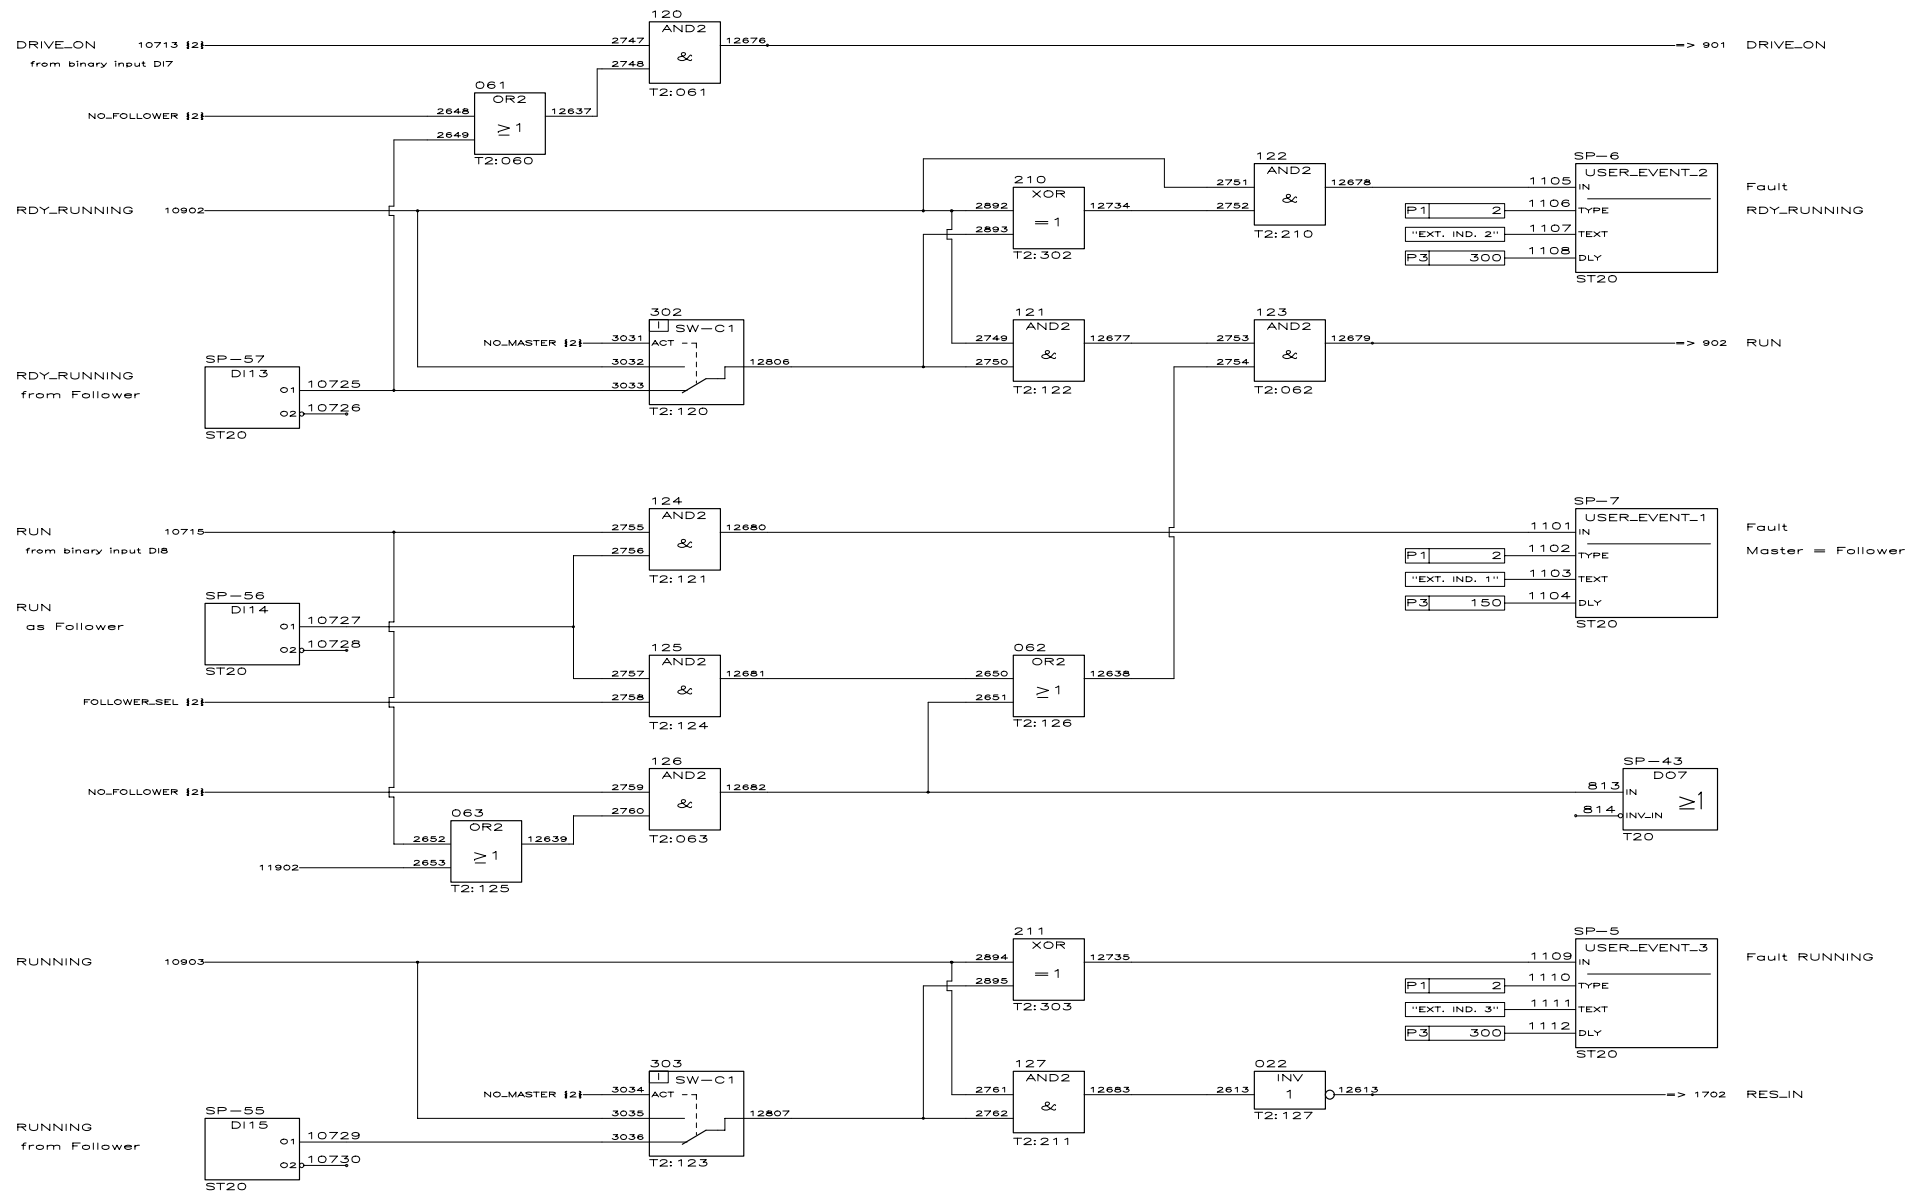 120
DRIVE_ON 10713 {2} 2747 AND2 12676 => 901 DRIVE_ON
from binary input DI7 2748 &
061 T2:061
OR2
NO_FOLLOWER {2} 2648 12637
2649 ≥1
T2:060
122 SP-6
210 AND2 USER_EVENT_2
XOR 2751 & 12678 1105 IN Fault
RDY_RUNNING 10902 2892 =1 12734 2752 P1 2 1106 TYPE RDY_RUNNING
2893 T2:210 "EXT. IND. 2" 1107 TEXT
T2:302 P3 300 1108 DLY
ST20
302 121 123
SW-C1 AND2 AND2
NO_MASTER {2} 3031 ACT 2749 & 12677 2753 & 12679 => 902 RUN
SP-57 3032 12806 2750 2754
RDY_RUNNING DI13
from Follower O1 10725 3033 T2:122 T2:062
O2 10726 T2:120
ST20
124 SP-7
AND2 USER_EVENT_1
RUN 10715 2755 & 12680 1101 IN Fault
from binary input DI8 2756 P1 2 1102 TYPE Master = Follower
T2:121 "EXT. IND. 1" 1103 TEXT
SP-56 P3 150 1104 DLY
RUN DI14 ST20
as Follower O1 10727
O2 10728 125 062
ST20 AND2 OR2
2757 & 12681 2650 ≥1 12638
FOLLOWER_SEL {2} 2758 2651
T2:124 T2:126
126 SP-43
AND2 DO7
NO_FOLLOWER {2} 2759 & 12682 813 IN ≥1
063 2760 814 INV_IN
OR2 T2:063 T20
2652 ≥1 12639
11902 2653
T2:125
211 SP-5
XOR USER_EVENT_3
RUNNING 10903 2894 =1 12735 1109 IN Fault RUNNING
2895 P1 2 1110 TYPE
T2:303 "EXT. IND. 3" 1111 TEXT
P3 300 1112 DLY
ST20
303 127 022
SW-C1 AND2 INV
NO_MASTER {2} 3034 ACT 2761 & 12683 2613 1 12613 => 1702 RES_IN
SP-55 3035 12807 2762 T2:127
RUNNING DI15
from Follower O1 10729 3036 T2:211
O2 10730 T2:123
ST20